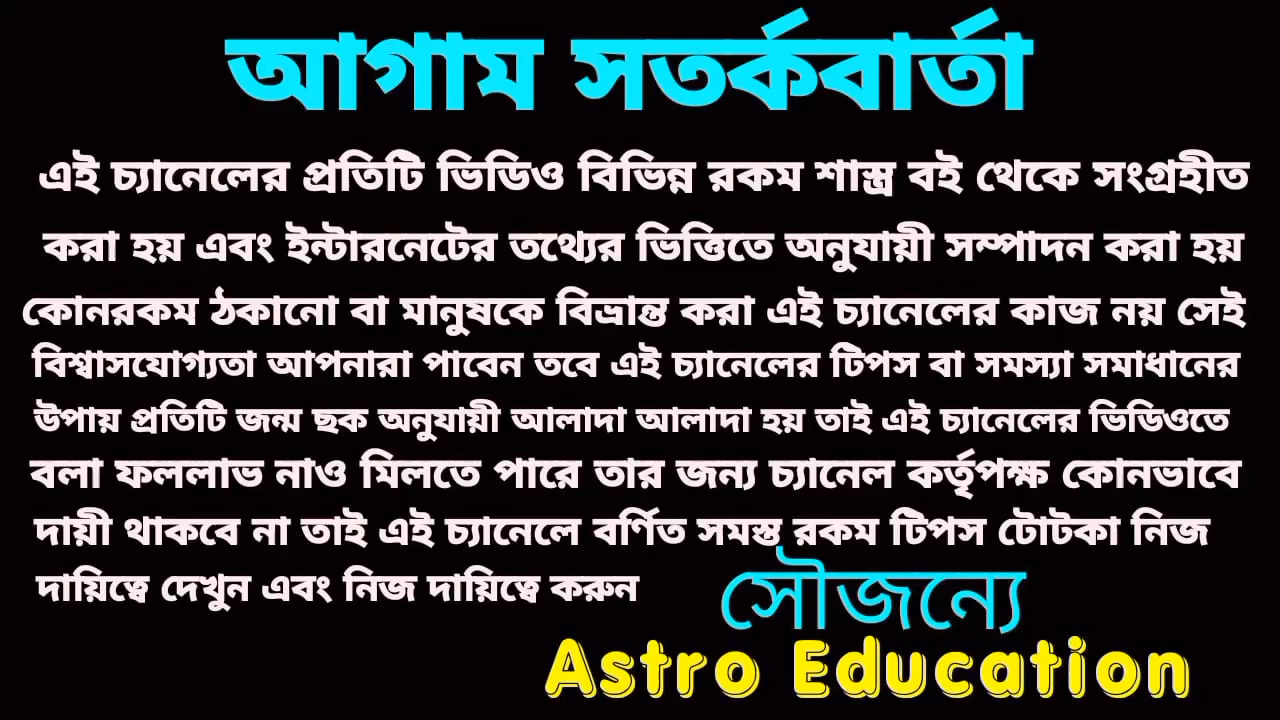 আগাম সতর্কবার্তা
এই চ্যানেলের প্রতিটি ভিডিও বিভিন্ন রকম শাস্ত্র বই থেকে সংগ্রহীত
করা হয় এবং ইন্টারনেটের তথ্যের ভিত্তিতে অনুযায়ী সম্পাদন করা হয়
কোনরকম ঠকানো বা মানুষকে বিভ্রান্ত করা এই চ্যানেলের কাজ নয় সেই
বিশ্বাসযোগ্যতা আপনারা পাবেন তবে এই চ্যানেলের টিপস বা সমস্যা সমাধানের
উপায় প্রতিটি জন্ম ছক অনুযায়ী আলাদা আলাদা হয় তাই এই চ্যানেলের ভিডিওতে
বলা ফললাভ নাও মিলতে পারে তার জন্য চ্যানেল কর্তৃপক্ষ কোনভাবে
দায়ী থাকবে না তাই এই চ্যানেলে বর্ণিত সমস্ত রকম টিপস টোটকা নিজ
দায়িত্বে দেখুন এবং নিজ দায়িত্বে করুন
সৌজন্যে
Astro Education